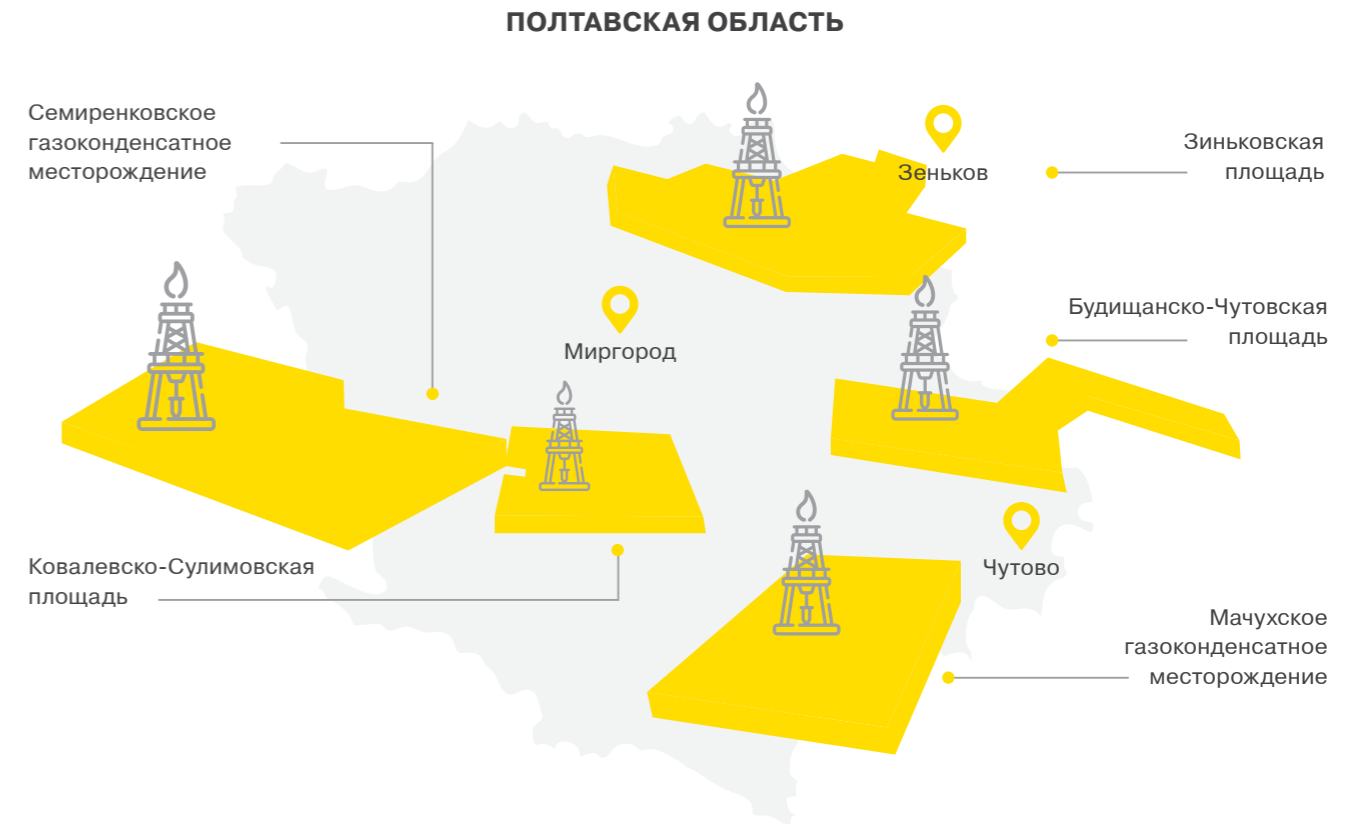 ПОЛТАВСКАЯ ОБЛАСТЬ
Семиренковское
газоконденсатное
месторождение
Зеньков
Зиньковская
площадь
Миргород
Будищанско-Чутовская
площадь
Ковалевско-Сулимовская
площадь
Чутово
Мачухское
газоконденсатное
месторождение